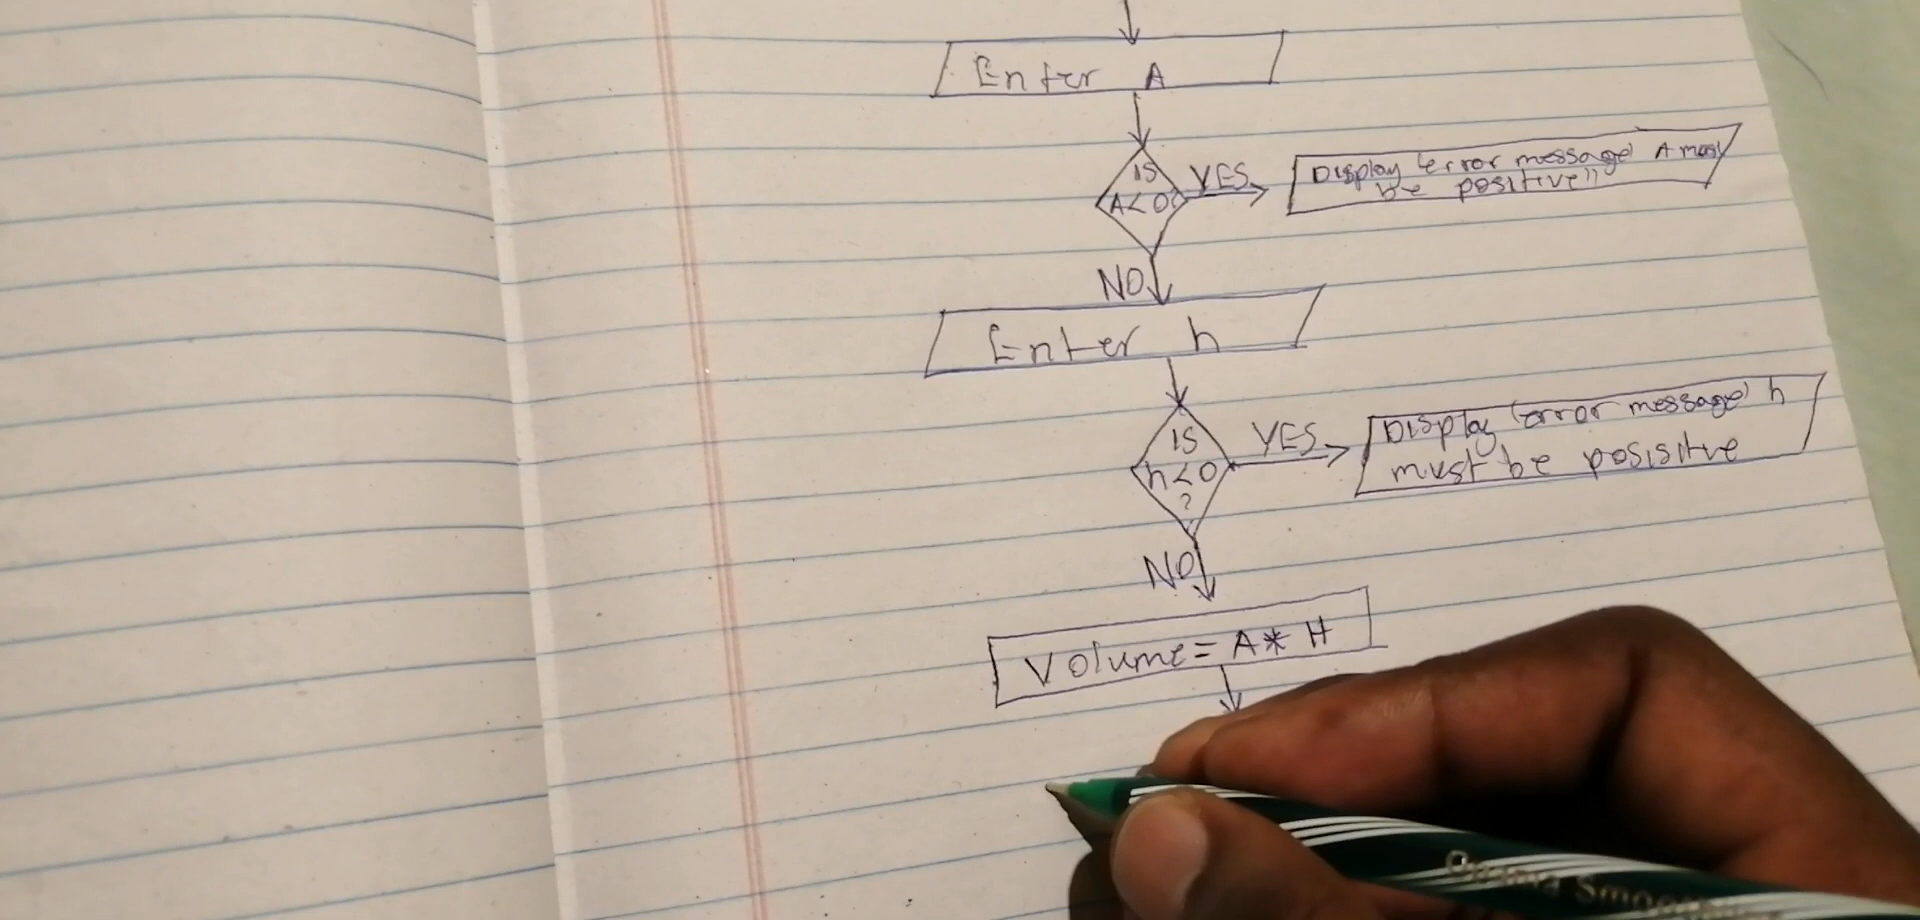 Enter A
IS
A<0?
YES
Display (error message) A must
be positive"
NO
Enter h
IS
h<0
?
YES
Display (error message) h
must be posisitve
NO
Volume = A * H